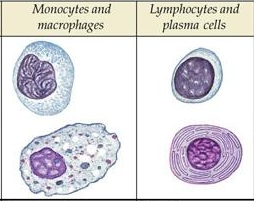 Monocytes and
macrophages
Lymphocytes and
plasma cells